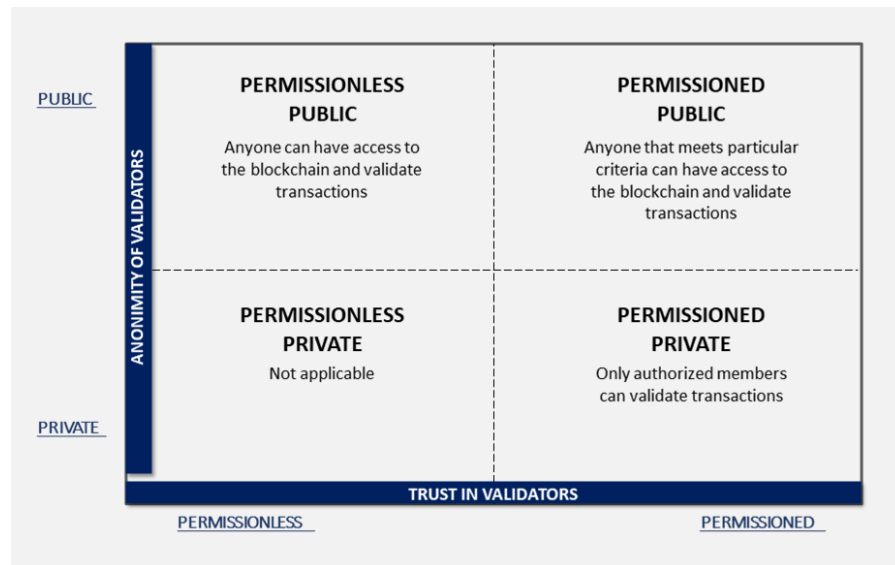 PUBLIC
ANONIMITY OF VALIDATORS
PERMISSIONLESS
PUBLIC
Anyone can have access to
the blockchain and validate
transactions
PERMISSIONED
PUBLIC
Anyone that meets particular
criteria can have access to
the blockchain and validate
transactions
PERMISSIONLESS
PRIVATE
Not applicable
PERMISSIONED
PRIVATE
Only authorized members
can validate transactions
PRIVATE
TRUST IN VALIDATORS
PERMISSIONLESS
PERMISSIONED